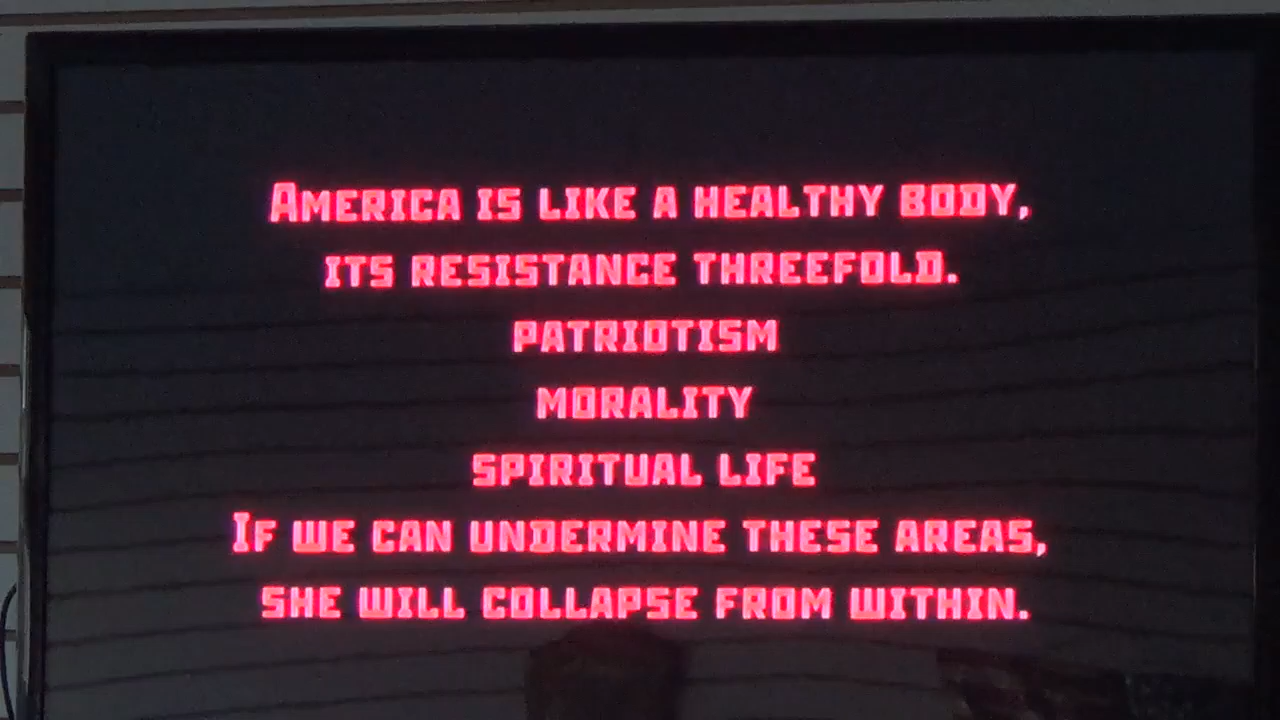 America is like a healthy body,
its resistance threefold.
patriotism
morality
spiritual life
If we can undermine these areas,
she will collapse from within.